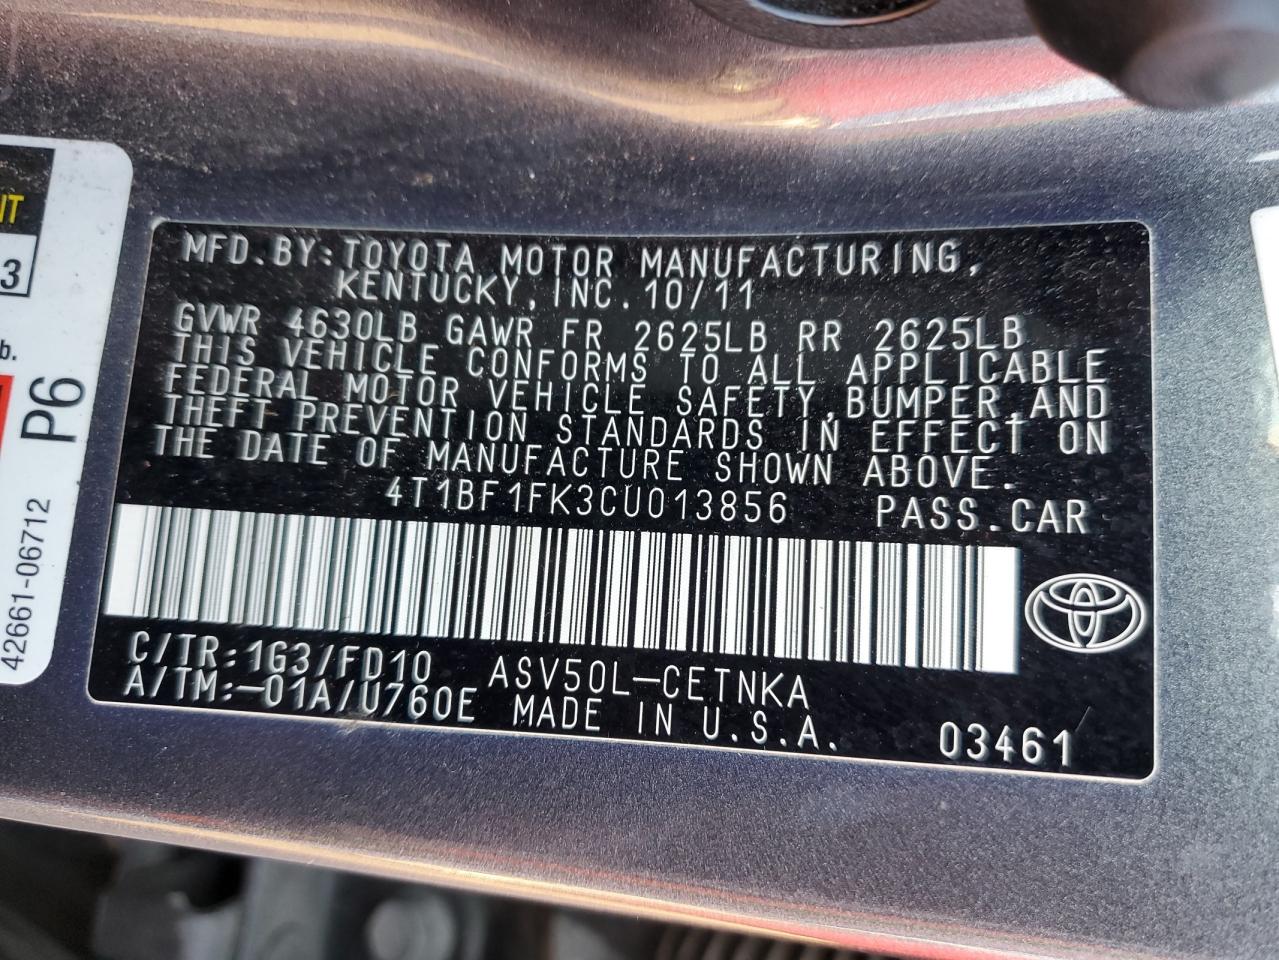 IT
3
b.
P6
42661-06712
MFD.BY:TOYOTA MOTOR MANUFACTURING,
KENTUCKY,INC.10/11
GVWR 4630LB GAWR FR 2625LB RR 2625LB
THIS VEHICLE CONFORMS TO ALL APPLICABLE
FEDERAL MOTOR VEHICLE SAFETY,BUMPER,AND
THEFT PREVENTION STANDARDS IN EFFECT ON
THE DATE OF MANUFACTURE SHOWN ABOVE.
4T1BF1FK3CU013856 PASS.CAR
C/TR:1G3/FD10 ASV50L-CETNKA
A/TM:-01A/U760E MADE IN U.S.A.
03461